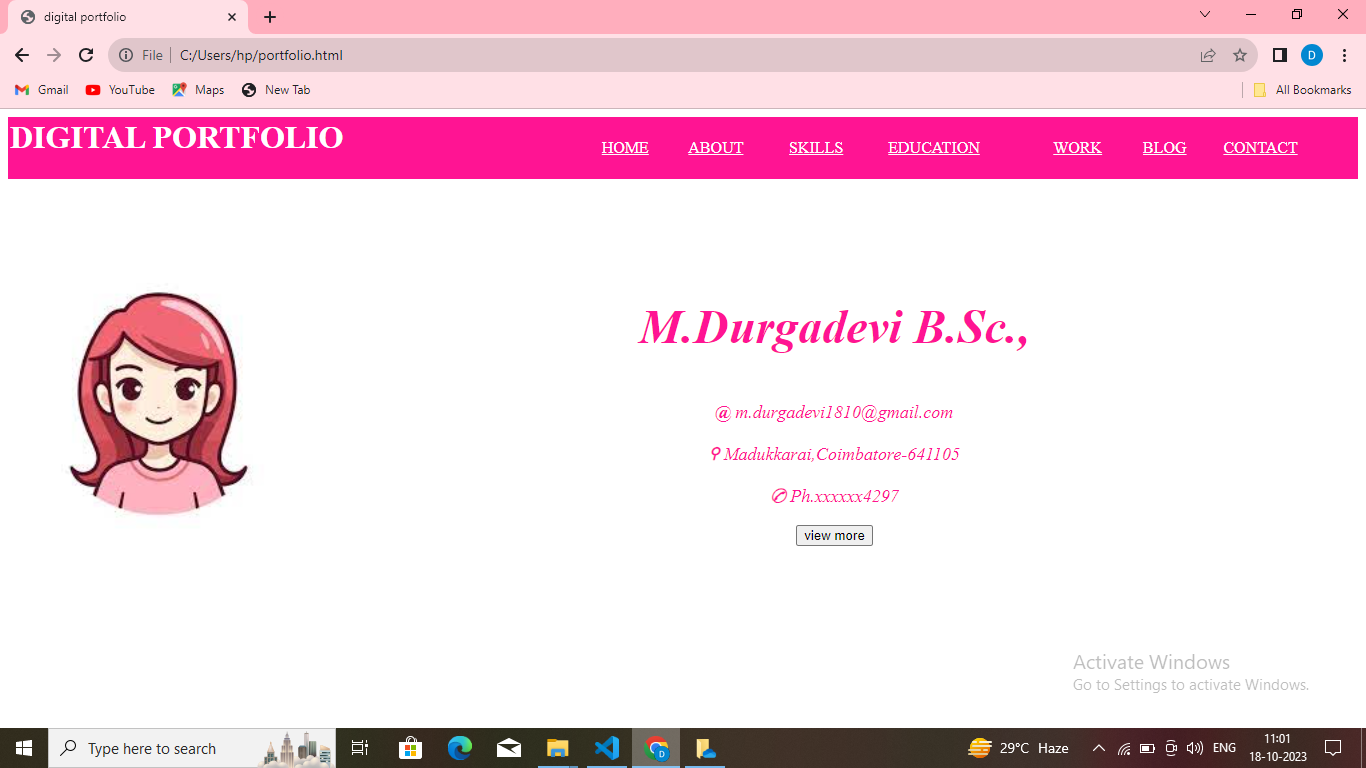 digital portfolio
File C:/Users/hp/portfolio.html
D
Gmail YouTube Maps New Tab All Bookmarks
DIGITAL PORTFOLIO
HOME ABOUT SKILLS EDUCATION WORK BLOG CONTACT
M.Durgadevi B.Sc.,
@ m.durgadevi1810@gmail.com
⚲ Madukkarai,Coimbatore-641105
✆ Ph.xxxxxx4297
view more
Activate Windows
Go to Settings to activate Windows.
Type here to search
D
29°C Haze
ENG
11:01
18-10-2023